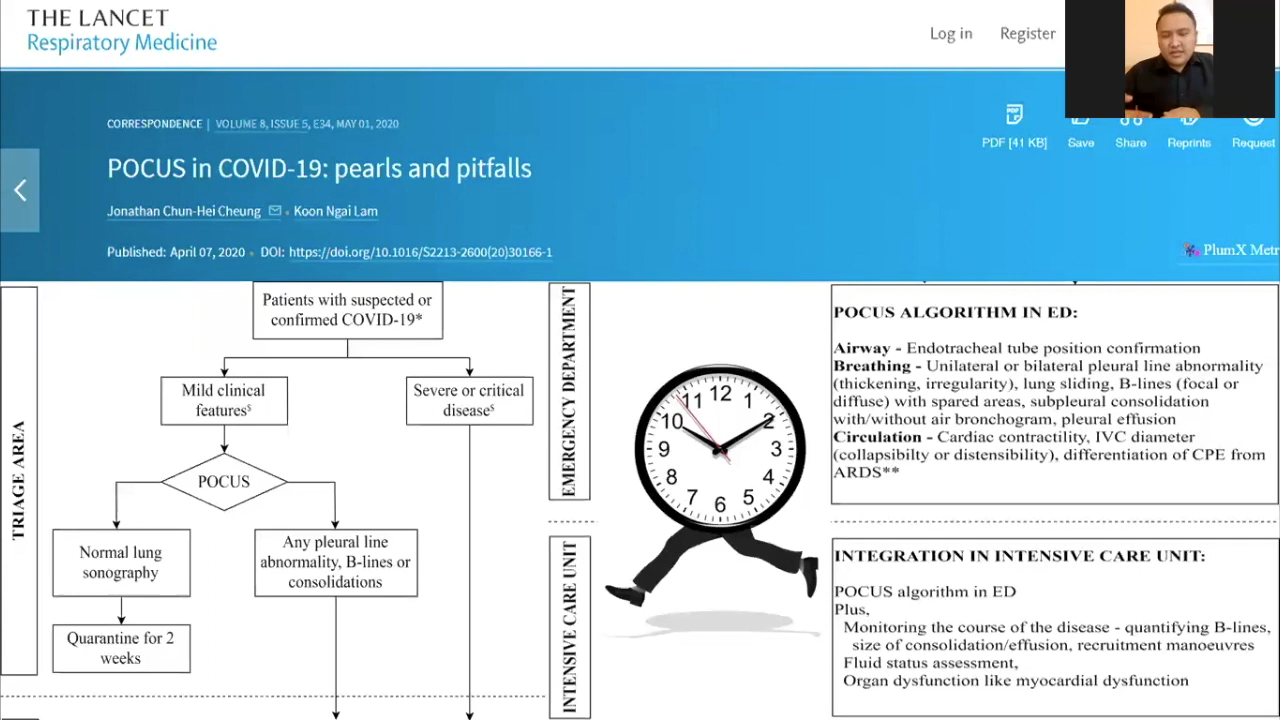 THE LANCET
Respiratory Medicine
Log in
Register
CORRESPONDENCE | VOLUME 8, ISSUE 5, E34, MAY 01, 2020
POCUS in COVID-19: pearls and pitfalls
Jonathan Chun-Hei Cheung • Koon Ngai Lam
Published: April 07, 2020 • DOI: https://doi.org/10.1016/S2213-2600(20)30166-1
PDF
PDF [41 KB]
Save
Share
Reprints
Request
PlumX Metr
TRIAGE AREA
Patients with suspected or
confirmed COVID-19*
Mild clinical
features$
Severe or critical
disease$
POCUS
Normal lung
sonography
Any pleural line
abnormality, B-lines or
consolidations
Quarantine for 2
weeks
EMERGENCY DEPARTMENT
INTENSIVE CARE UNIT
12
1
2
3
4
5
6
7
8
9
10
11
POCUS ALGORITHM IN ED:
Airway - Endotracheal tube position confirmation
Breathing - Unilateral or bilateral pleural line abnormality
(thickening, irregularity), lung sliding, B-lines (focal or
diffuse) with spared areas, subpleural consolidation
with/without air bronchogram, pleural effusion
Circulation - Cardiac contractility, IVC diameter
(collapsibilty or distensibility), differentiation of CPE from
ARDS**
INTEGRATION IN INTENSIVE CARE UNIT:
POCUS algorithm in ED
Plus,
Monitoring the course of the disease - quantifying B-lines,
size of consolidation/effusion, recruitment manoeuvres
Fluid status assessment,
Organ dysfunction like myocardial dysfunction